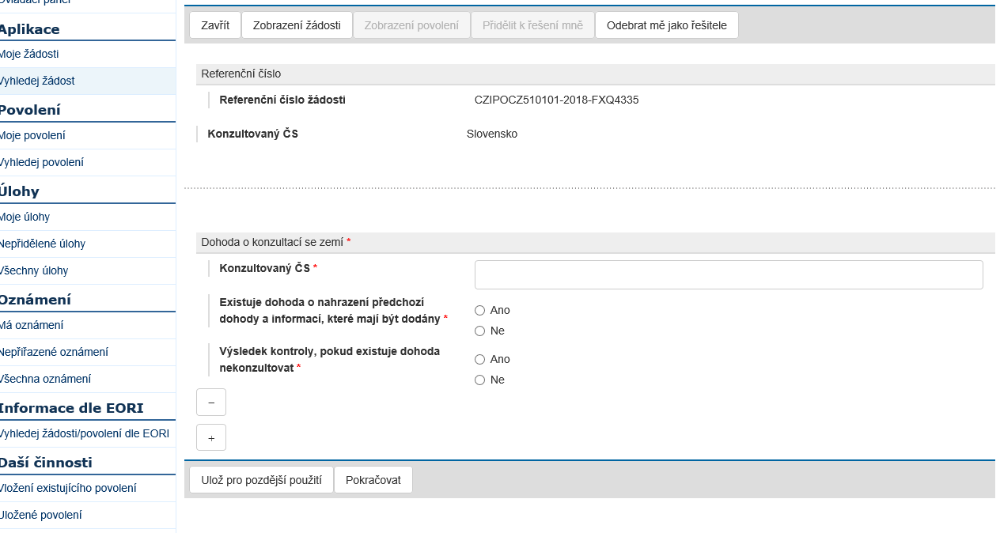 Ovládací panel
Aplikace
Moje žádosti
Vyhledej žádost
Povolení
Moje povolení
Vyhledej povolení
Úlohy
Moje úlohy
Nepřidělené úlohy
Všechny úlohy
Oznámení
Má oznámení
Nepřiřazené oznámení
Všechna oznámení
Informace dle EORI
Vyhledej žádosti/povolení dle EORI
Daší činnosti
Vložení existujícího povolení
Uložené povolení
Zavřít Zobrazení žádosti Zobrazení povolení Přidělit k řešení mně Odebrat mě jako řešitele
Referenční číslo
Referenční číslo žádosti CZIPOCZ510101-2018-FXQ4335
Konzultovaný ČS Slovensko
Dohoda o konzultací se zemí *
Konzultovaný ČS *
Existuje dohoda o nahrazení předchozí
dohody a informací, které mají být dodány *
Ano
Ne
Výsledek kontroly, pokud existuje dohoda
nekonzultovat *
Ano
Ne
−
+
Ulož pro pozdější použití Pokračovat